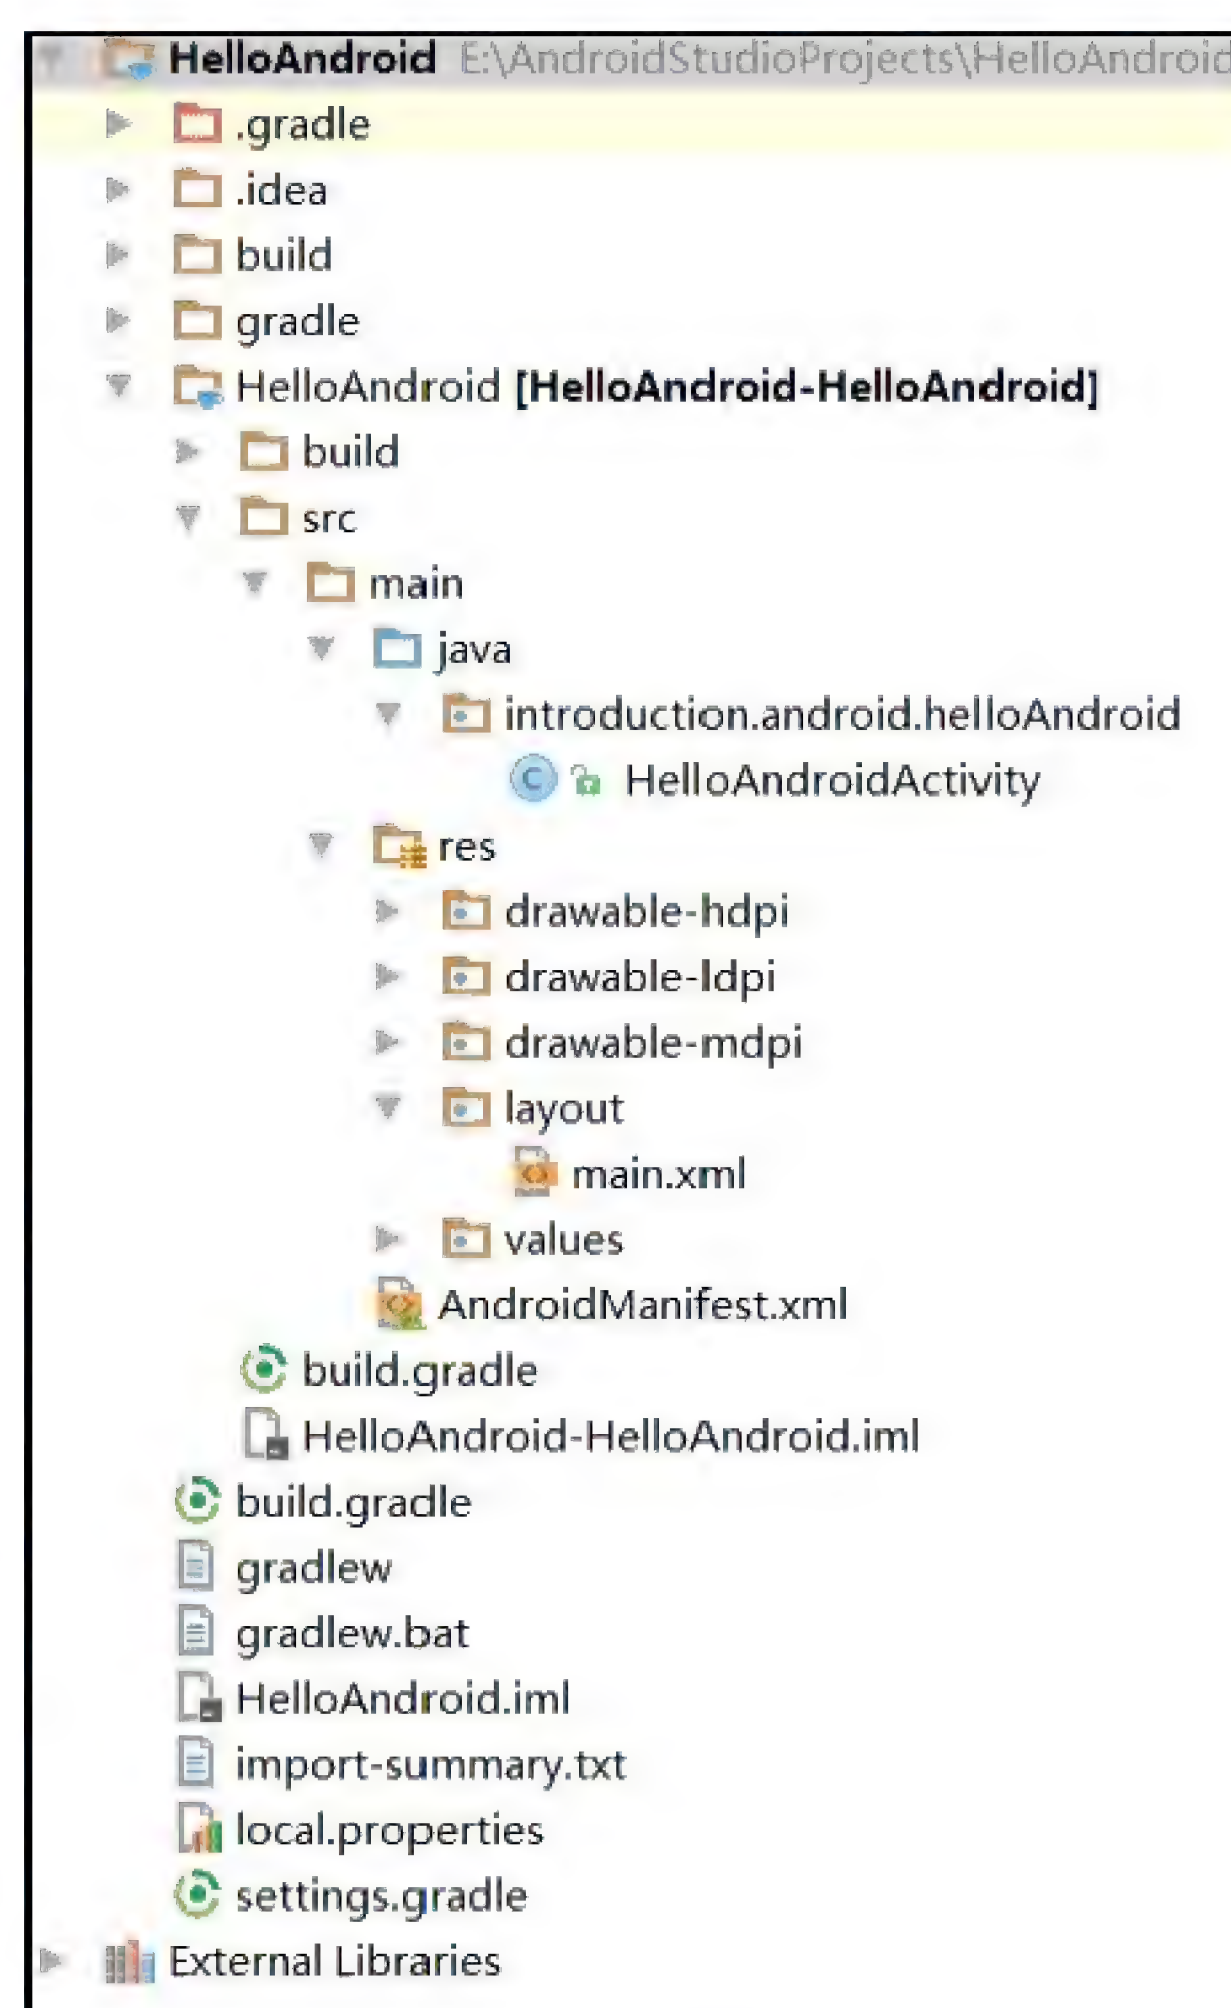 HelloAndroid E:\AndroidStudioProjects\HelloAndroid
.gradle
.idea
build
gradle
HelloAndroid [HelloAndroid-HelloAndroid]
build
src
main
java
introduction.android.helloAndroid
HelloAndroidActivity
res
drawable-hdpi
drawable-ldpi
drawable-mdpi
layout
main.xml
values
AndroidManifest.xml
build.gradle
HelloAndroid-HelloAndroid.iml
build.gradle
gradlew
gradlew.bat
HelloAndroid.iml
import-summary.txt
local.properties
settings.gradle
External Libraries